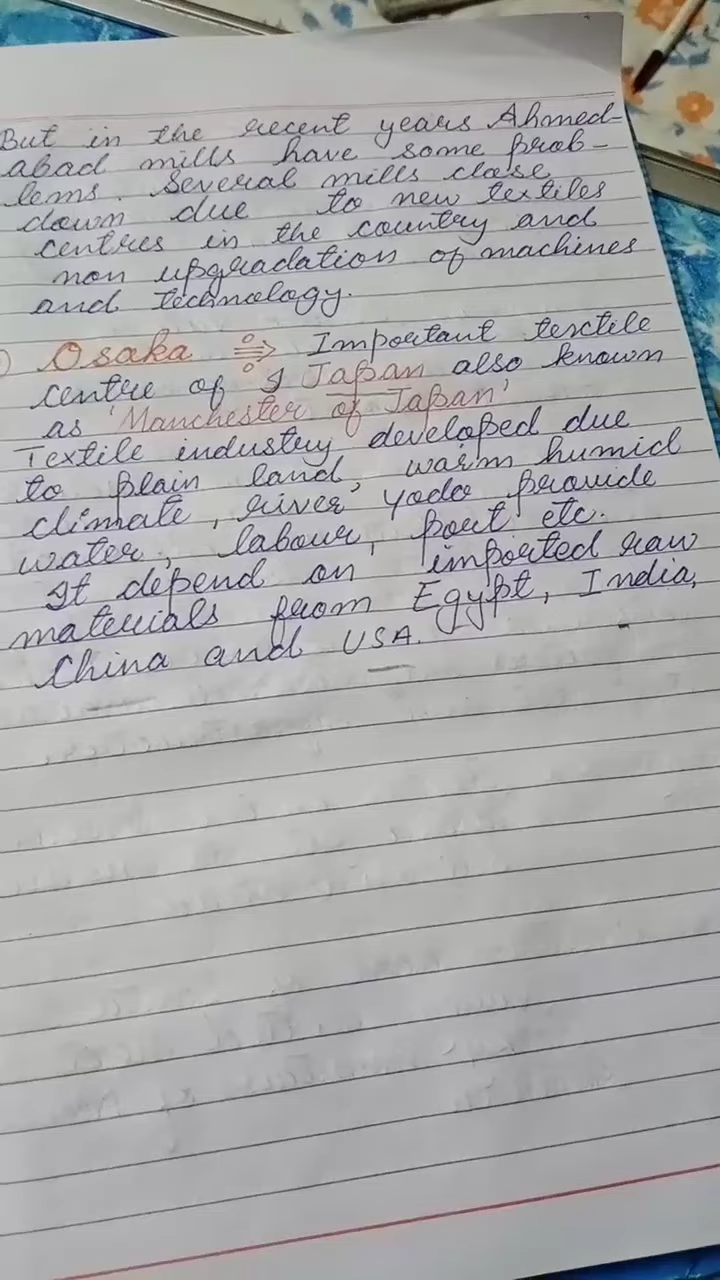 But in the recent years Ahmed-
abad mills have some prob-
lems. Several mills close
down due to new textiles
centres in the country and
non upgradation of machines
and technology.
Osaka ⇒ Important textile
centre of Japan also known
as 'Manchester of Japan'
Textile industry developed due
to plain land, warm humid
climate, river yodo provide
water, labour, port etc.
It depend on imported raw
materials from Egypt, India,
China and USA.